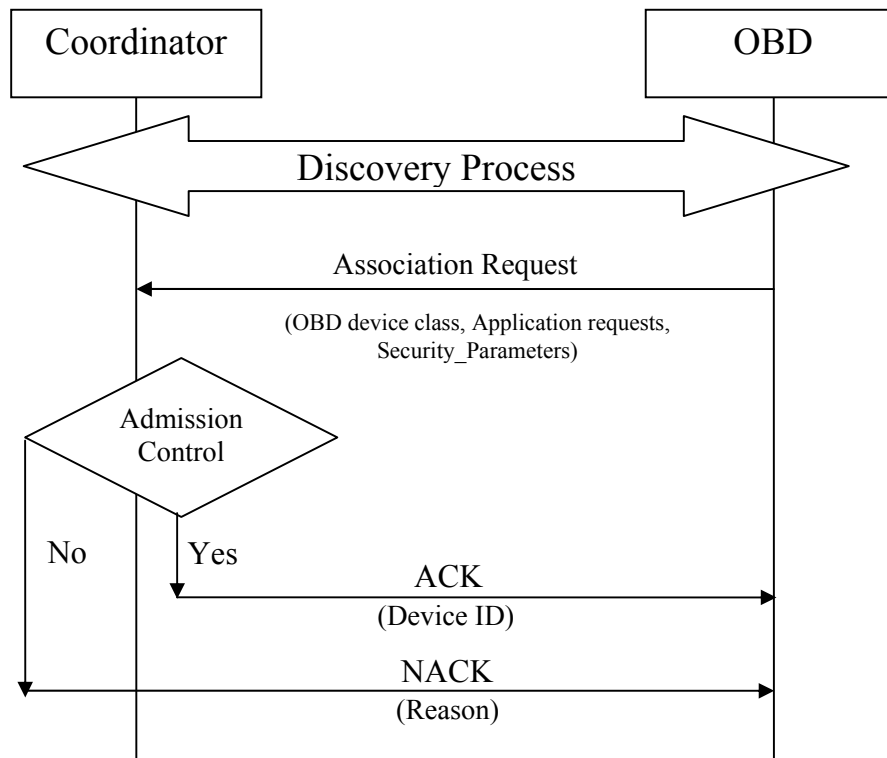 Coordinator
OBD
Discovery Process
Association Request
(OBD device class, Application requests,
Security_Parameters)
Admission
Control
No
Yes
ACK
(Device ID)
NACK
(Reason)